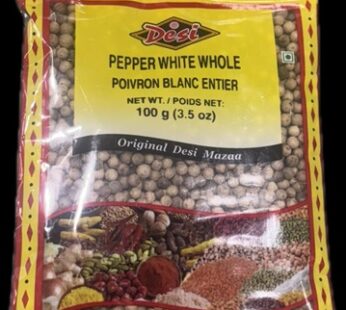 Desi
PEPPER WHITE WHOLE
POIVRON BLANC ENTIER
NET WT. / POIDS NET:
100 g (3.5 oz)
Original Desi Mazaa